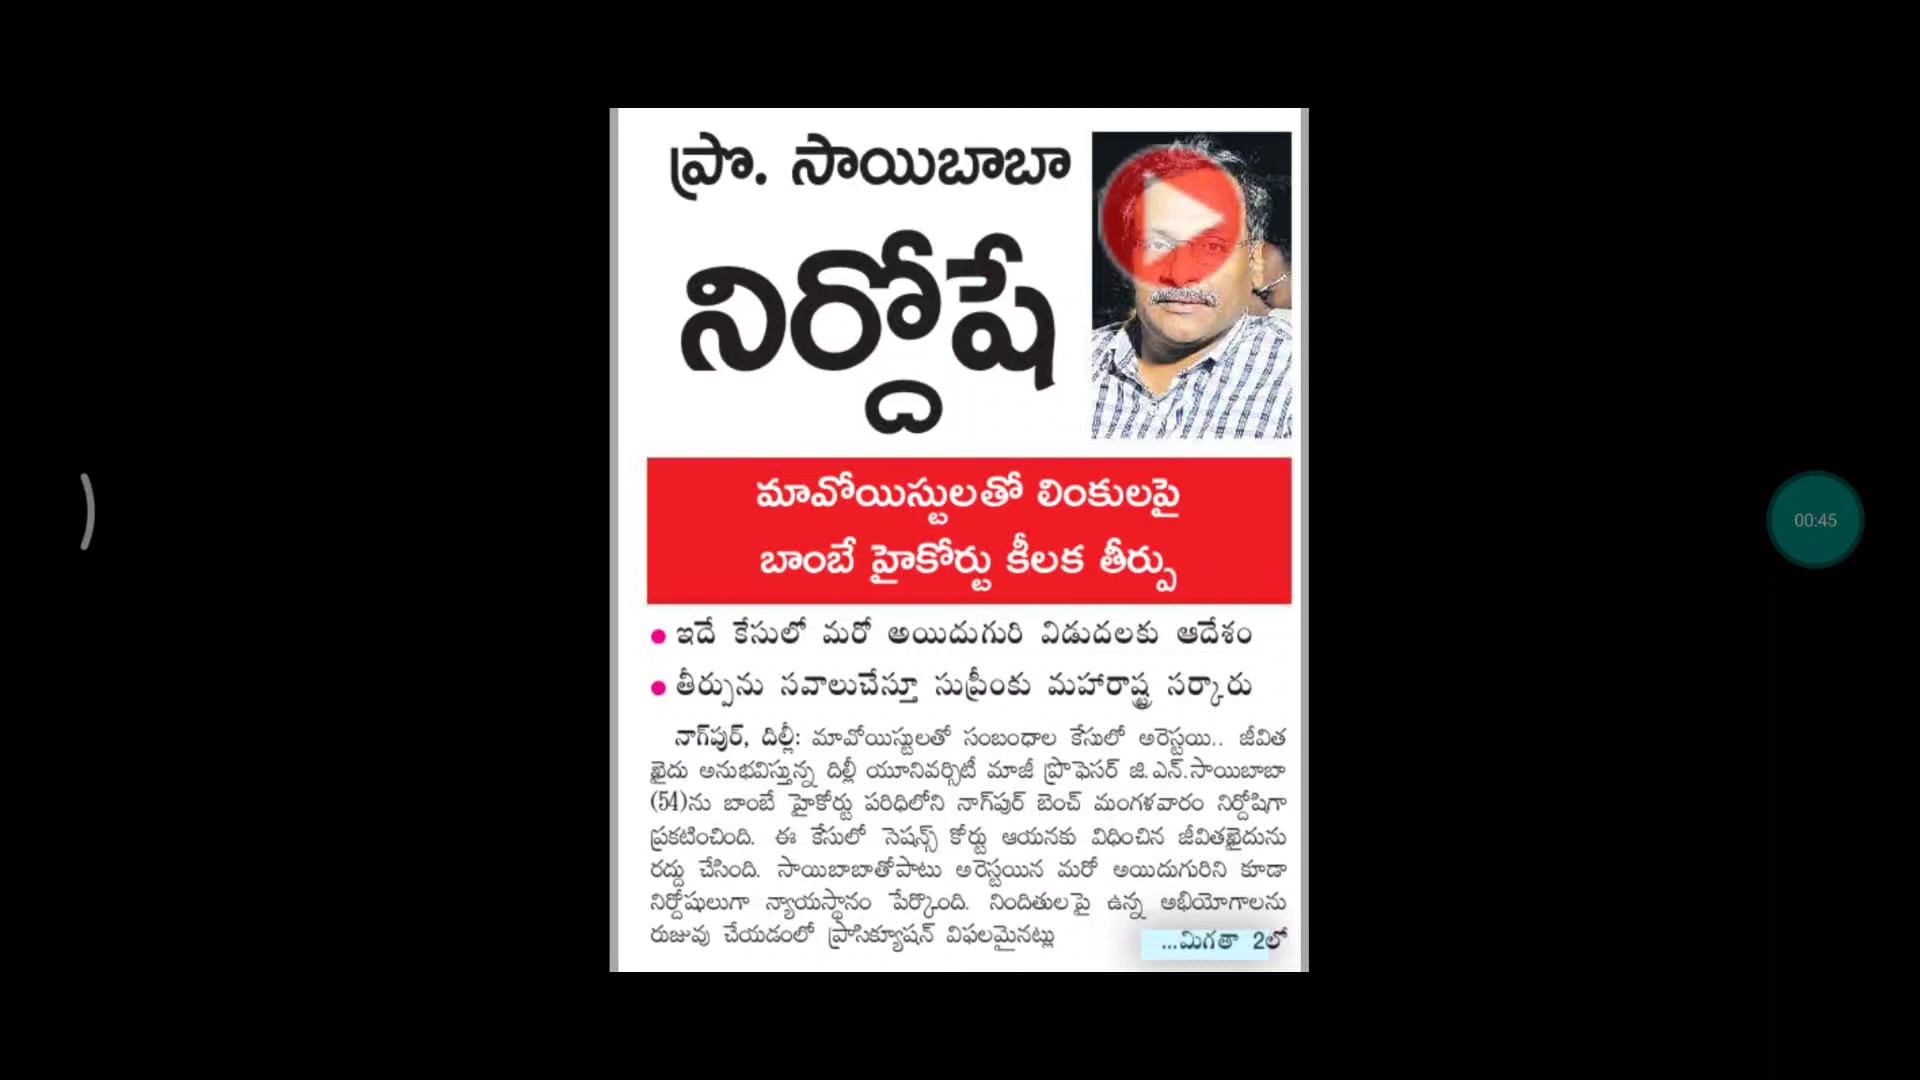 ప్రొ. సాయిబాబా
నిర్దోషే
మావోయిస్టులతో లింకులపై
బాంబే హైకోర్టు కీలక తీర్పు
• ఇదే కేసులో మరో అయిదుగురి విడుదలకు ఆదేశం
• తీర్పును సవాలుచేస్తూ సుప్రీంకు మహారాష్ట్ర సర్కారు
నాగ్‌పుర్, దిల్లీ: మావోయిస్టులతో సంబంధాల కేసులో అరెస్టయి.. జీవిత
ఖైదు అనుభవిస్తున్న దిల్లీ యూనివర్సిటీ మాజీ ప్రొఫెసర్ జి.ఎన్.సాయిబాబా
(54)ను బాంబే హైకోర్టు పరిధిలోని నాగ్‌పుర్ బెంచ్ మంగళవారం నిర్దోషిగా
ప్రకటించింది. ఈ కేసులో సెషన్స్ కోర్టు ఆయనకు విధించిన జీవితఖైదును
రద్దు చేసింది. సాయిబాబాతోపాటు అరెస్టయిన మరో అయిదుగురిని కూడా
నిర్దోషులుగా న్యాయస్థానం పేర్కొంది. నిందితులపై ఉన్న అభియోగాలను
రుజువు చేయడంలో ప్రాసిక్యూషన్ విఫలమైనట్లు
...మిగతా 2లో
00:45